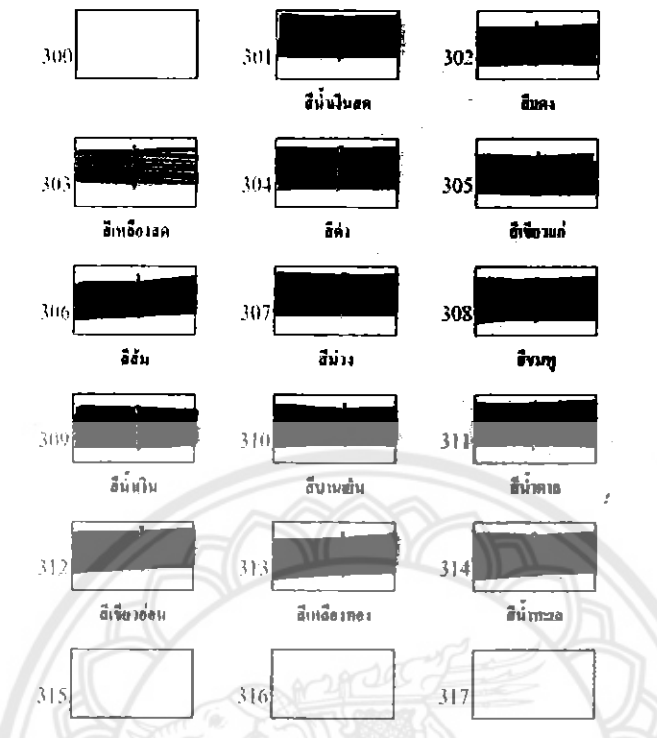 300 301 302
สีน้ำเงินสด สีแดง
303 304 305
สีเหลืองสด สีดำ สีเขียวแก่
306 307 308
สีส้ม สีม่วง สีชมพู
309 310 311
สีน้ำเงิน สีบานเย็น สีน้ำตาล
312 313 314
สีเขียวอ่อน สีเหลืองทอง สีน้ำทะเล
315 316 317